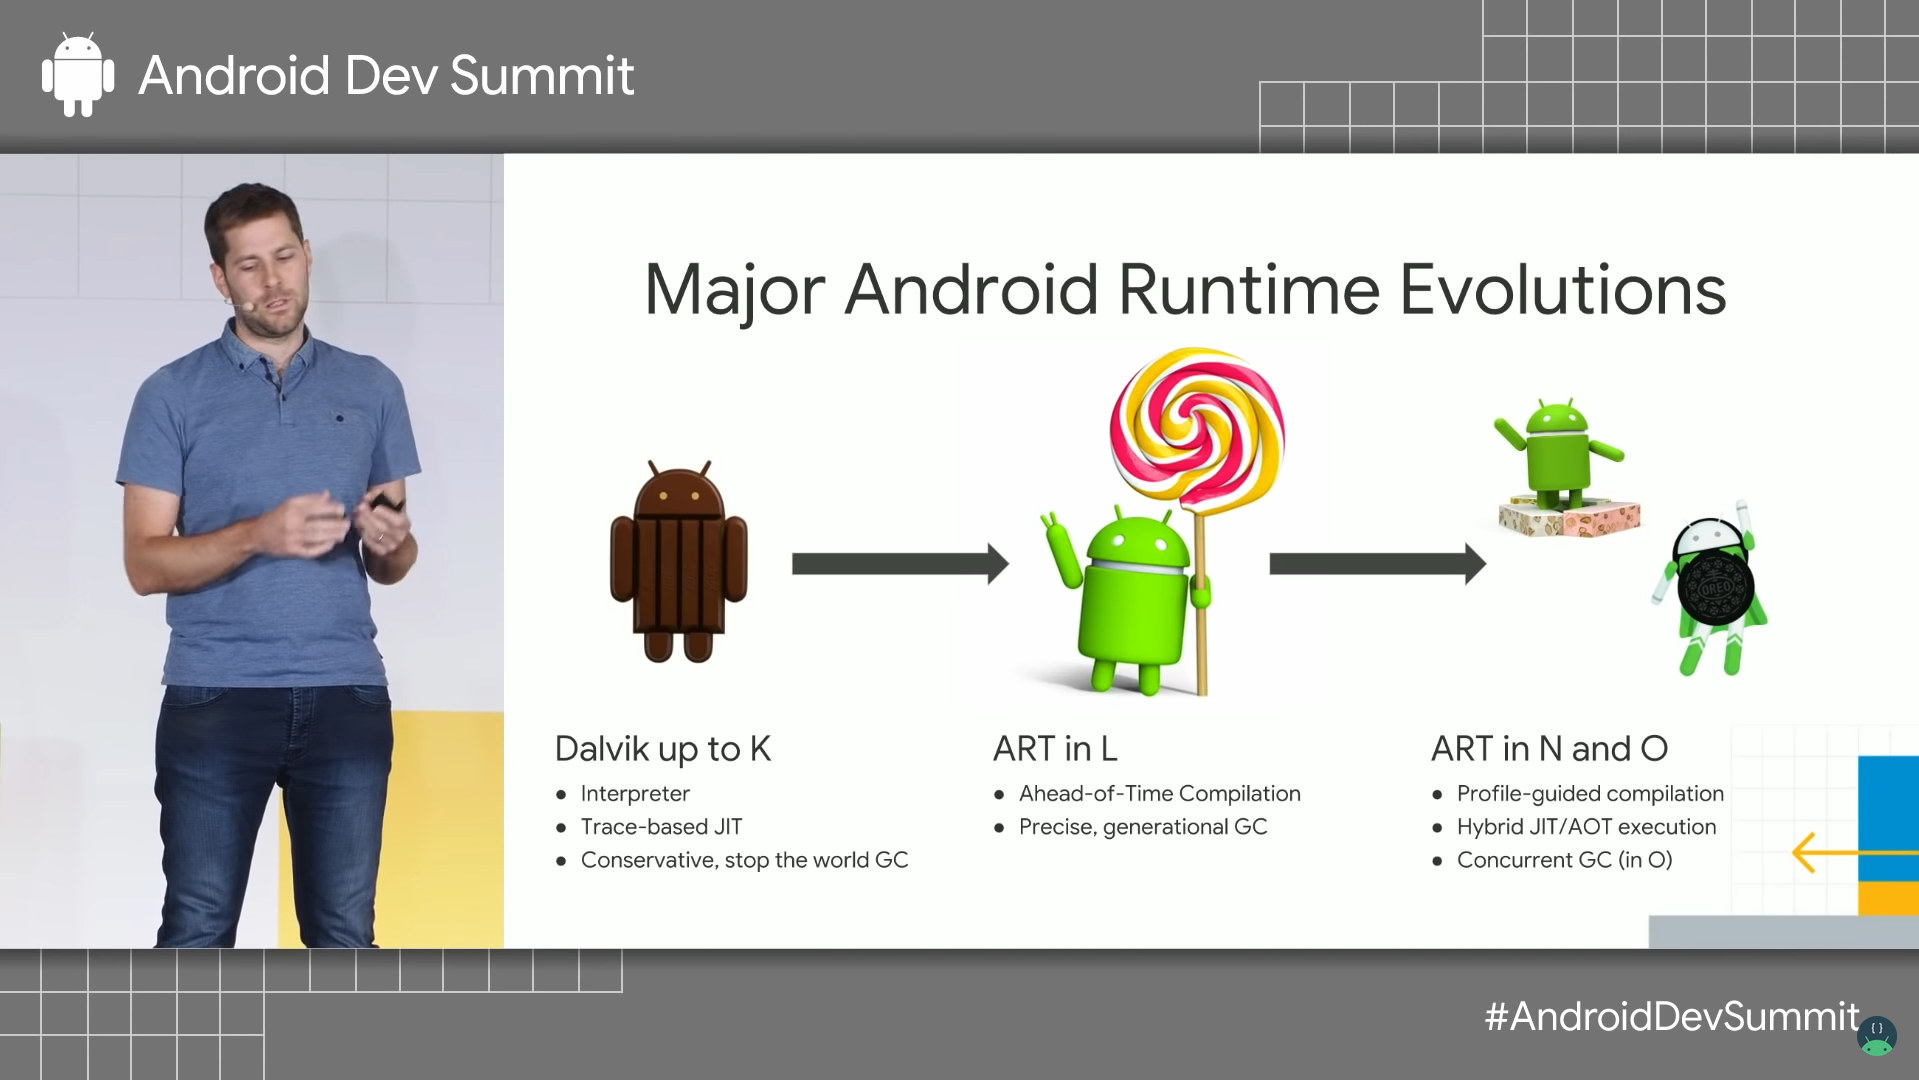 Android Dev Summit
Major Android Runtime Evolutions
OREO
Dalvik up to K
● Interpreter
● Trace-based JIT
● Conservative, stop the world GC
ART in L
● Ahead-of-Time Compilation
● Precise, generational GC
ART in N and O
● Profile-guided compilation
● Hybrid JIT/AOT execution
● Concurrent GC (in O)
#AndroidDevSummit
{ }